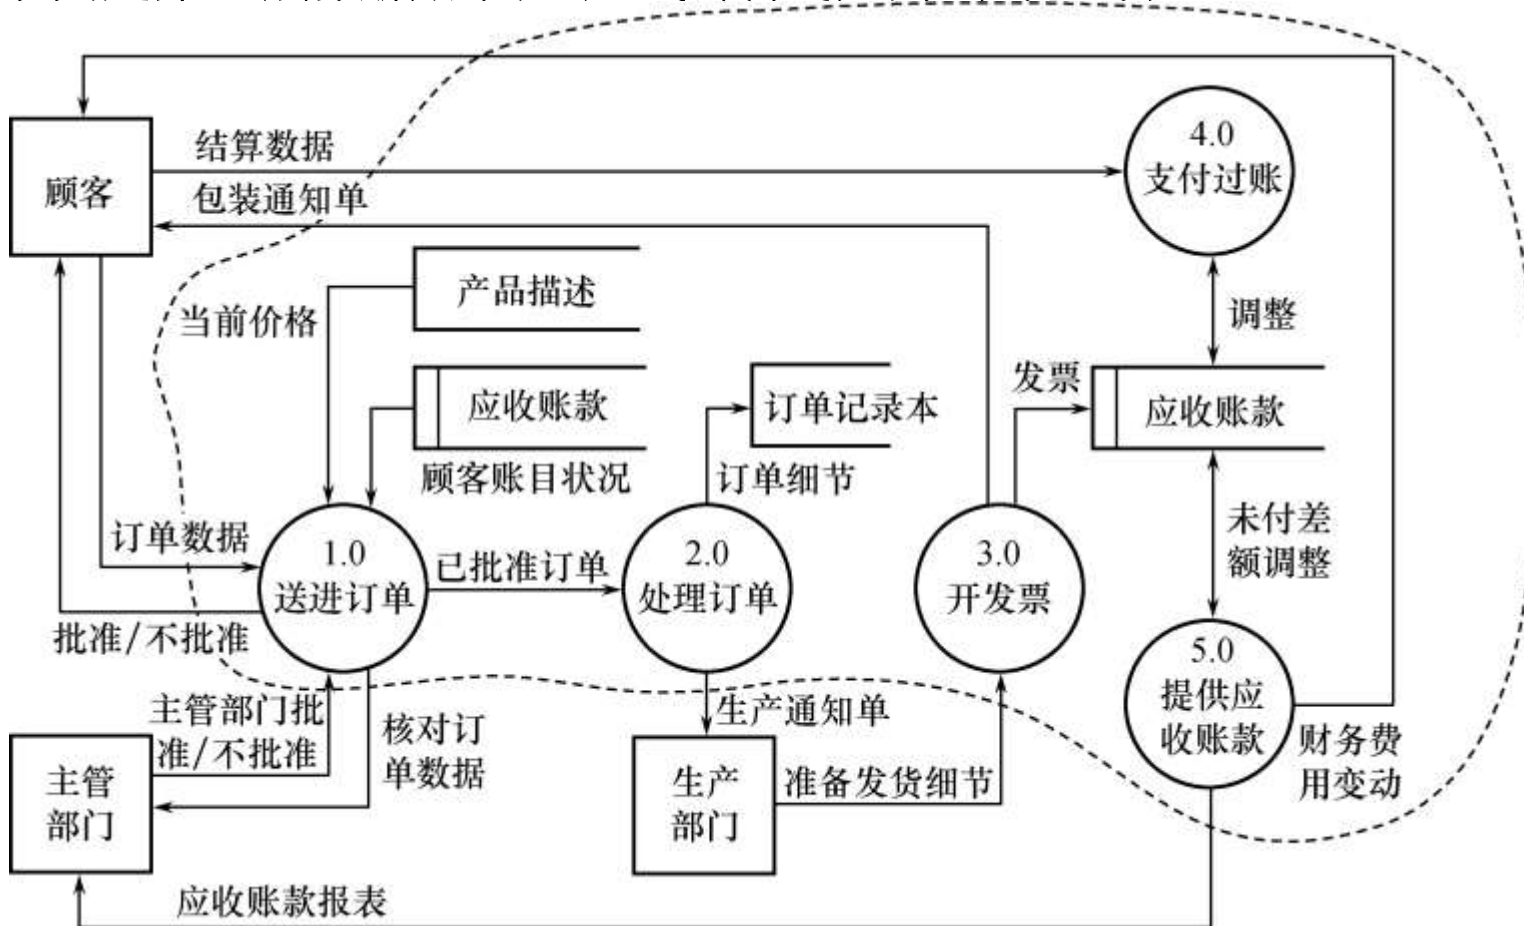 4.0
支付过账
结算数据
顾客
包装通知单
产品描述
当前价格
调整
发票
应收账款
订单记录本
应收账款
顾客账目状况
订单细节
订单数据
1.0
送进订单
已批准订单
2.0
处理订单
3.0
开发票
未付差
额调整
批准/不批准
5.0
提供应
收账款
主管部门批
准/不批准
核对订
单数据
生产通知单
财务费
用变动
主管
部门
生产
部门
准备发货细节
应收账款报表